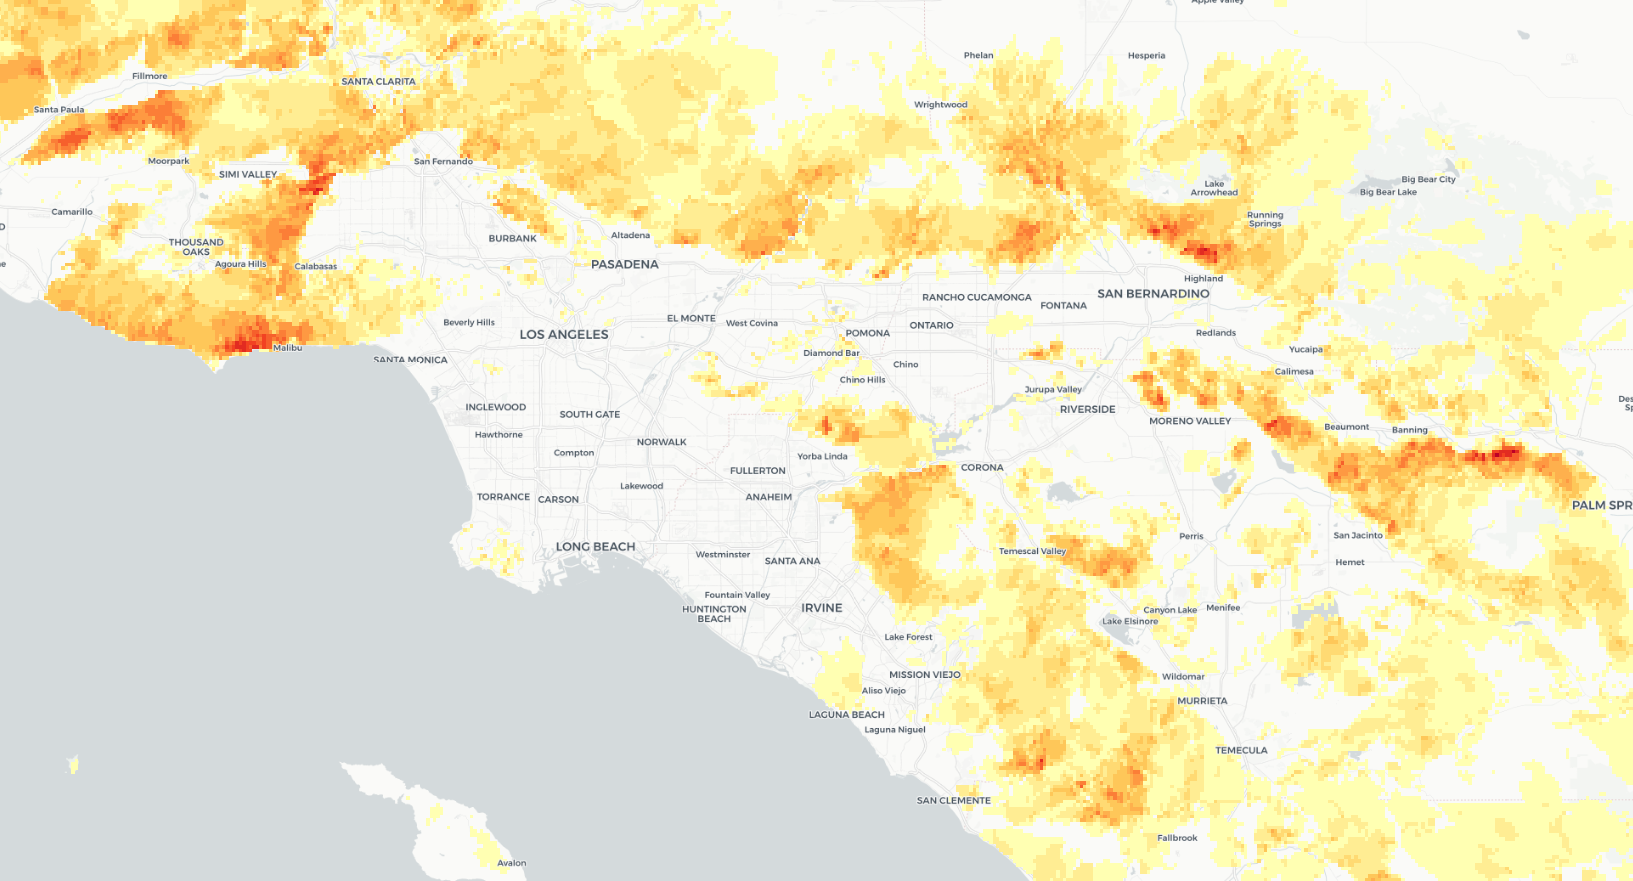 Apple Valley
Phelan
Hesperia
Fillmore
SANTA CLARITA
Wrightwood
Santa Paula
Moorpark
San Fernando
SIMI VALLEY
Lake
Arrowhead
Big Bear City
Big Bear Lake
Camarillo
Running
Springs
THOUSAND
OAKS
BURBANK
Altadena
Agoura Hills
Calabasas
PASADENA
Highland
SAN BERNARDINO
RANCHO CUCAMONGA
FONTANA
Beverly Hills
EL MONTE
West Covina
ONTARIO
LOS ANGELES
POMONA
Redlands
Malibu
Diamond Bar
Yucaipa
SANTA MONICA
Chino
Calimesa
Chino Hills
Jurupa Valley
INGLEWOOD
SOUTH GATE
RIVERSIDE
MORENO VALLEY
Beaumont
Banning
Hawthorne
NORWALK
Compton
Yorba Linda
FULLERTON
CORONA
Lakewood
TORRANCE
CARSON
ANAHEIM
PALM SPR
LONG BEACH
Westminster
SANTA ANA
Temescal Valley
Perris
San Jacinto
Hemet
Fountain Valley
HUNTINGTON
BEACH
IRVINE
Canyon Lake
Menifee
Lake Elsinore
Lake Forest
MISSION VIEJO
Wildomar
Aliso Viejo
MURRIETA
LAGUNA BEACH
Laguna Niguel
TEMECULA
SAN CLEMENTE
Fallbrook
Avalon